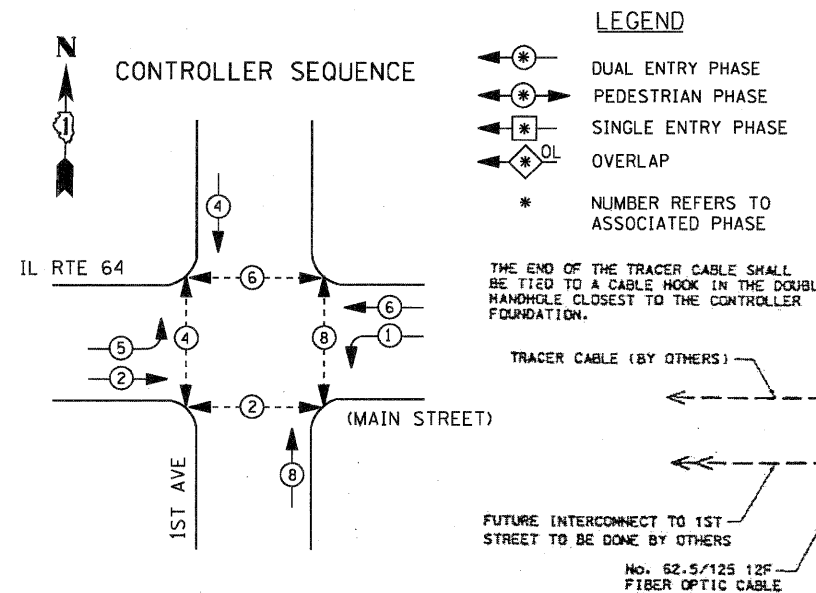 LEGEND
N
CONTROLLER SEQUENCE
1
* DUAL ENTRY PHASE
* PEDESTRIAN PHASE
* SINGLE ENTRY PHASE
* OL OVERLAP
* NUMBER REFERS TO
ASSOCIATED PHASE
4
IL RTE 64
6
6
5
4
8
1
2
2
(MAIN STREET)
8
1ST AVE
THE END OF THE TRACER CABLE SHALL
BE TIED TO A CABLE HOOK IN THE DOUBL
HANDHOLE CLOSEST TO THE CONTROLLER
FOUNDATION.
TRACER CABLE (BY OTHERS)
FUTURE INTERCONNECT TO 1ST
STREET TO BE DONE BY OTHERS
No. 62.5/125 12F
FIBER OPTIC CABLE